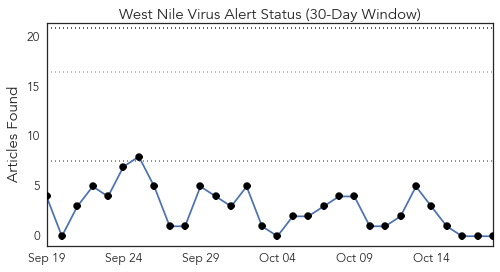 West Nile Virus Alert Status (30-Day Window)
20
15
10
5
0
Articles Found
Sep 19 Sep 24 Sep 29 Oct 04 Oct 09 Oct 14